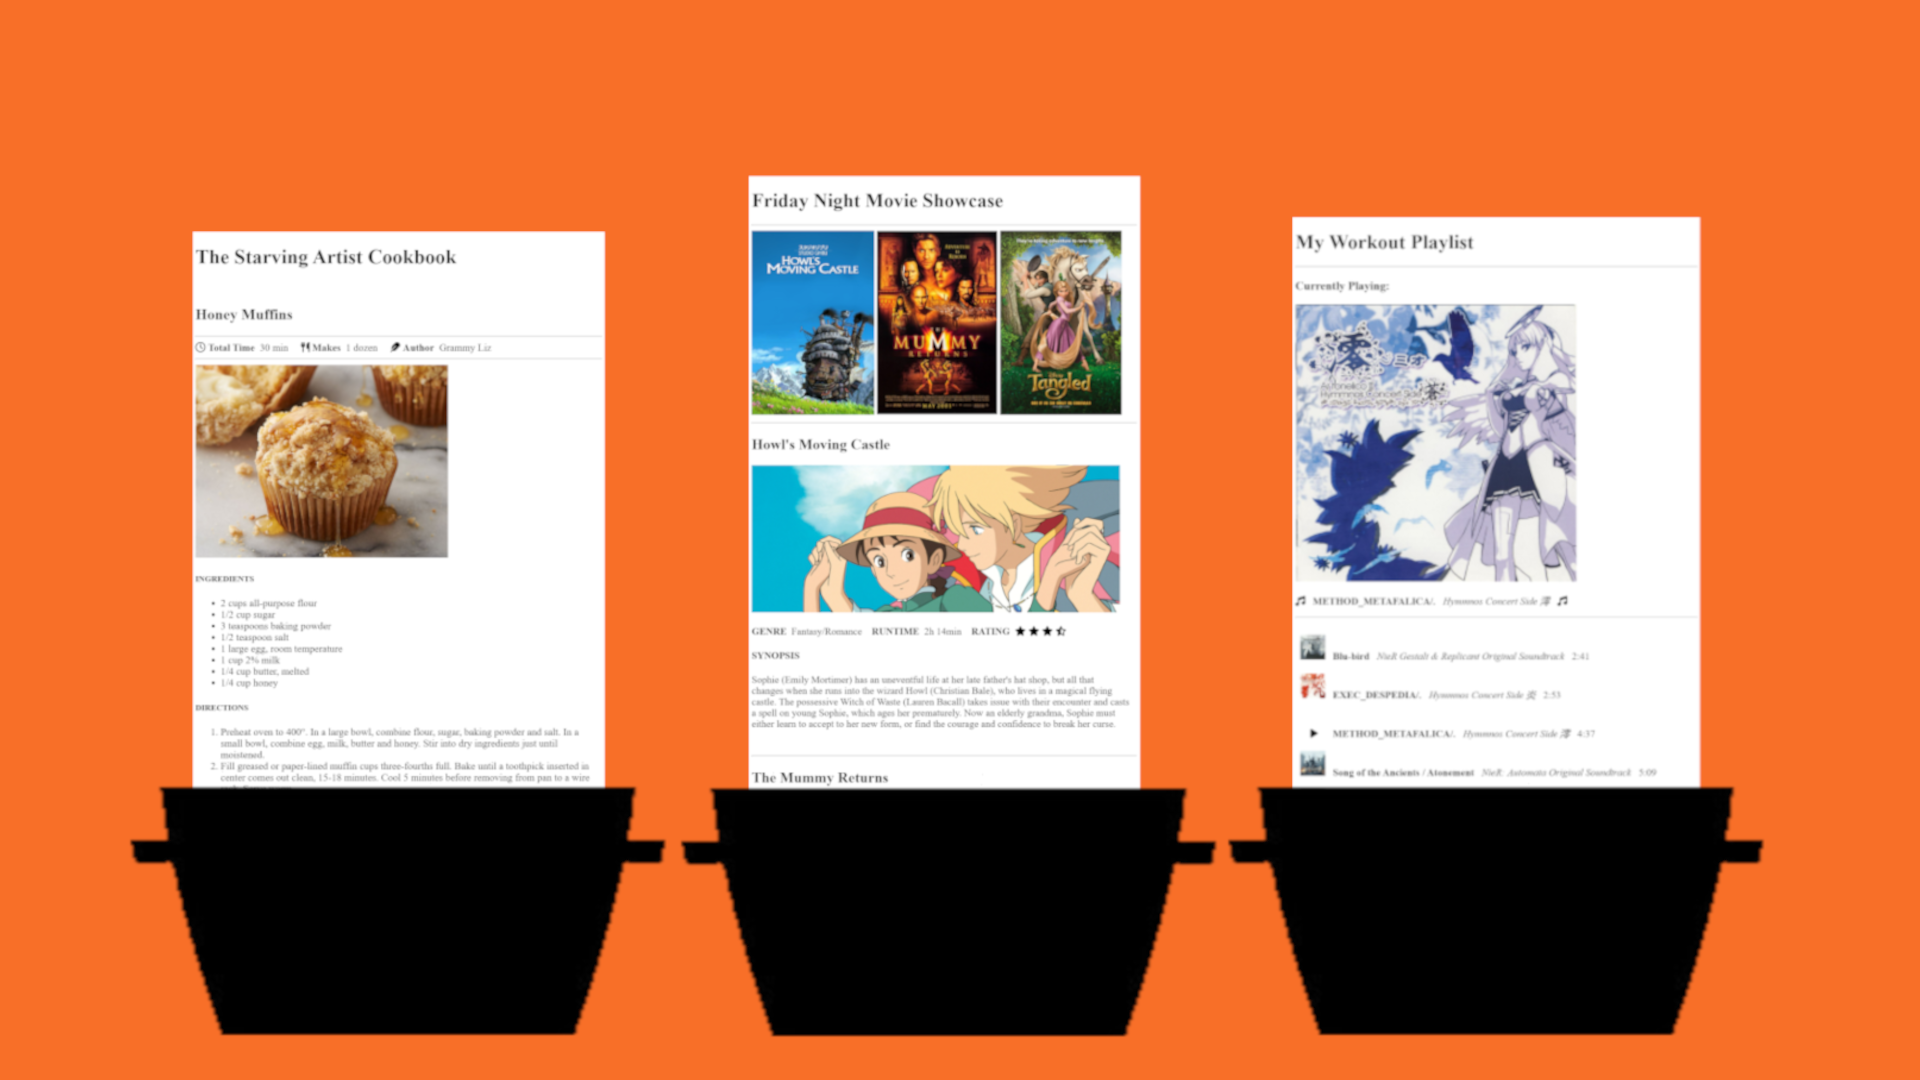 The Starving Artist Cookbook
Honey Muffins
Total Time 30 min Makes 1 dozen Author Grammy Liz
INGREDIENTS
• 2 cups all-purpose flour
• 1/2 cup sugar
• 3 teaspoons baking powder
• 1/2 teaspoon salt
• 1 large egg, room temperature
• 1 cup 2% milk
• 1/4 cup butter, melted
• 1/4 cup honey
DIRECTIONS
1. Preheat oven to 400°. In a large bowl, combine flour, sugar, baking powder and salt. In a
small bowl, combine egg, milk, butter and honey. Stir into dry ingredients just until
moistened.
2. Fill greased or paper-lined muffin cups three-fourths full. Bake until a toothpick inserted in
center comes out clean, 15-18 minutes. Cool 5 minutes before removing from pan to a wire
Friday Night Movie Showcase
HOWL'S
MOVING CASTLE
MUMMY
RETURNS
Disney
Tangled
Howl's Moving Castle
GENRE Fantasy/Romance RUNTIME 2h 14min RATING
SYNOPSIS
Sophie (Emily Mortimer) has an uneventful life at her late father's hat shop, but all that
changes when she runs into the wizard Howl (Christian Bale), who lives in a magical flying
castle. The possessive Witch of Waste (Lauren Bacall) takes issue with their encounter and casts
a spell on young Sophie, which ages her prematurely. Now an elderly grandma, Sophie must
either learn to accept to her new form, or find the courage and confidence to break her curse.
The Mummy Returns
My Workout Playlist
Currently Playing:
澪
METHOD_METAFALICA/. Hymmnos Concert Side 澪
Blu-bird NieR Gestalt & Replicant Original Soundtrack 2:41
EXEC_DESPEDIA/. Hymmnos Concert Side 2:53
METHOD_METAFALICA/. Hymmnos Concert Side 澪 4:37
Song of the Ancients / Atonement NieR: Automata Original Soundtrack 5:09